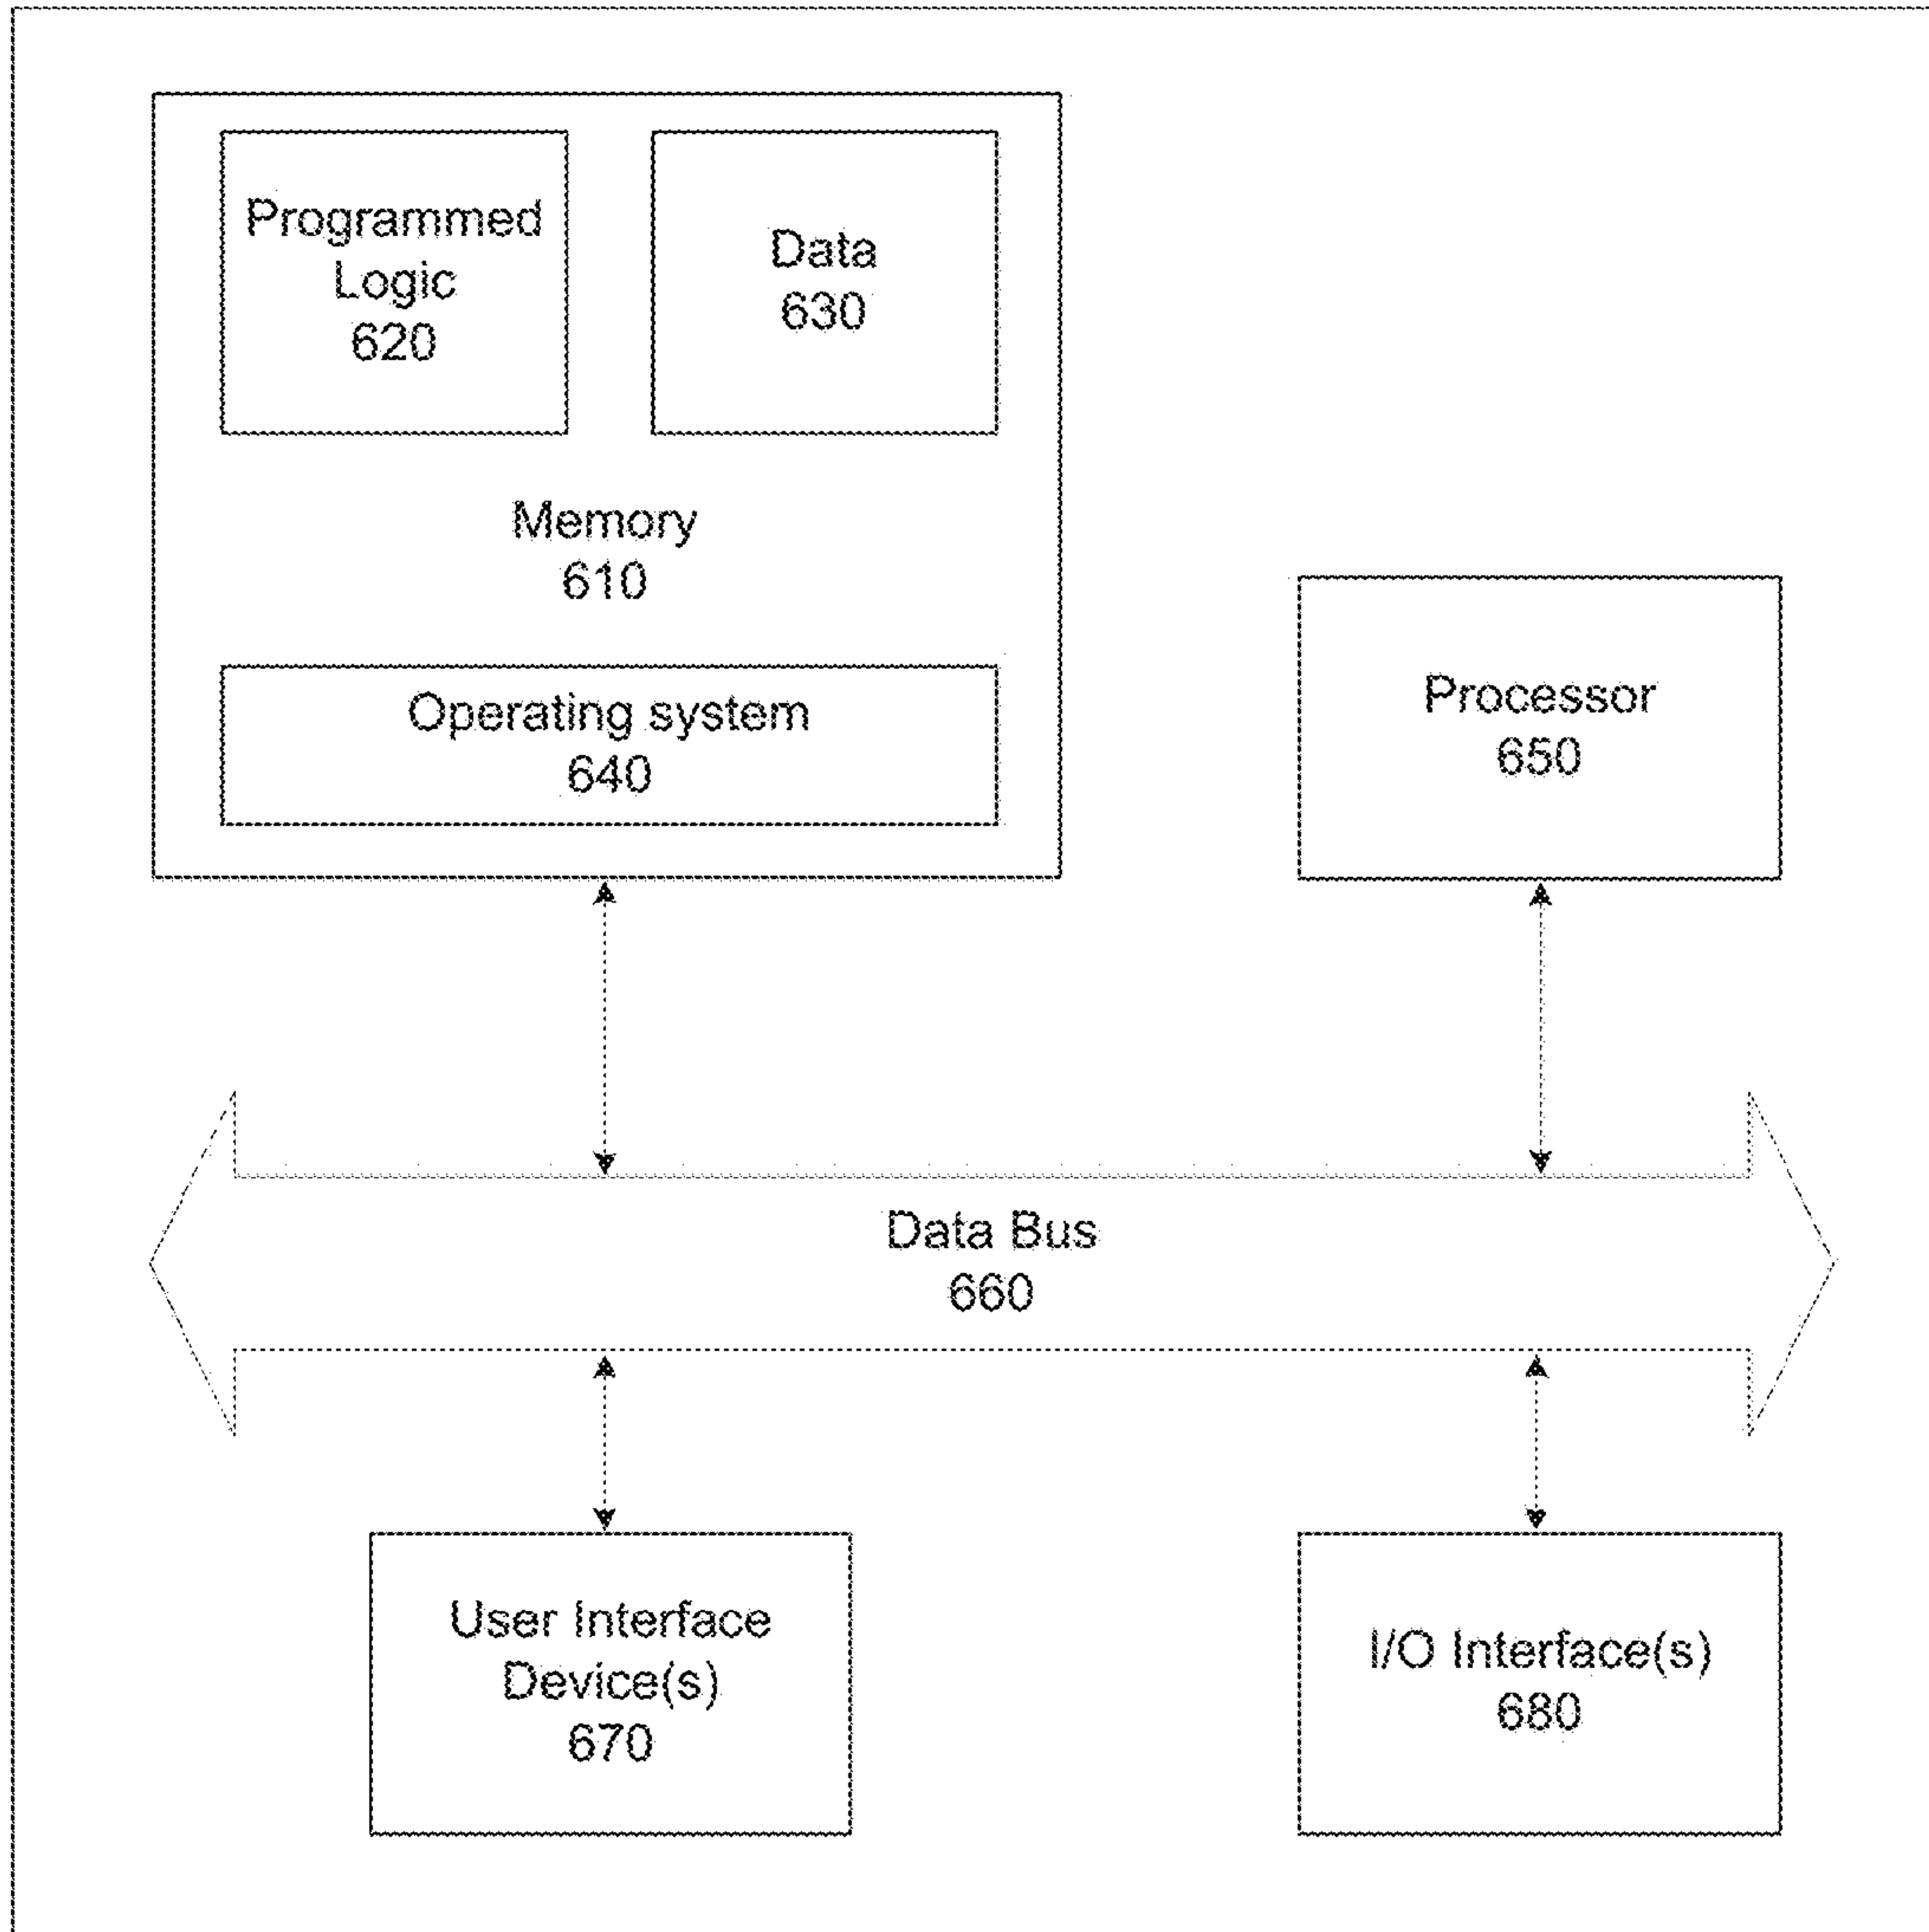 Programmed
Logic
620
Data
630
Memory
610
Operating system
640
Processor
650
Data Bus
660
User Interface
Device(s)
670
I/O Interface(s)
680